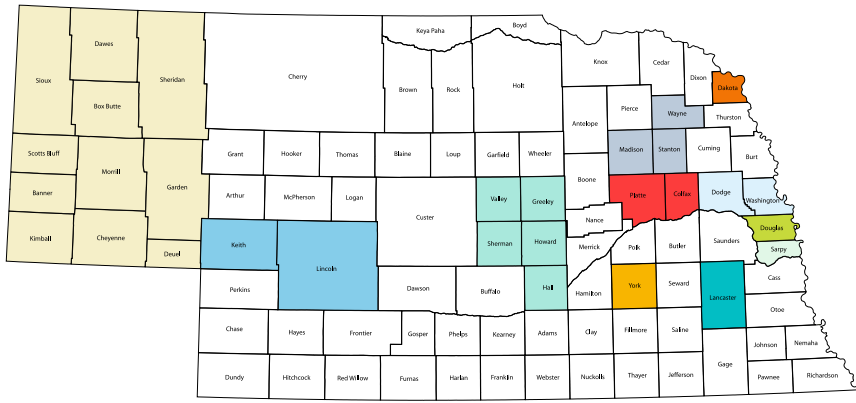 Sioux
Dawes
Sheridan
Cherry
Keya Paha
Boyd
Knox
Cedar
Dixon
Dakota
Box Butte
Brown
Rock
Holt
Antelope
Pierce
Wayne
Thurston
Scotts Bluff
Morrill
Garden
Grant
Hooker
Thomas
Blaine
Loup
Garfield
Wheeler
Boone
Madison
Stanton
Cuming
Burt
Banner
Arthur
McPherson
Logan
Custer
Valley
Greeley
Nance
Platte
Colfax
Dodge
Washington
Kimball
Cheyenne
Deuel
Keith
Lincoln
Sherman
Howard
Merrick
Polk
Butler
Saunders
Douglas
Sarpy
Perkins
Dawson
Buffalo
Hall
Hamilton
York
Seward
Lancaster
Cass
Otoe
Chase
Hayes
Frontier
Gosper
Phelps
Kearney
Adams
Clay
Fillmore
Saline
Johnson
Nemaha
Dundy
Hitchcock
Red Willow
Furnas
Harlan
Franklin
Webster
Nuckolls
Thayer
Jefferson
Gage
Pawnee
Richardson